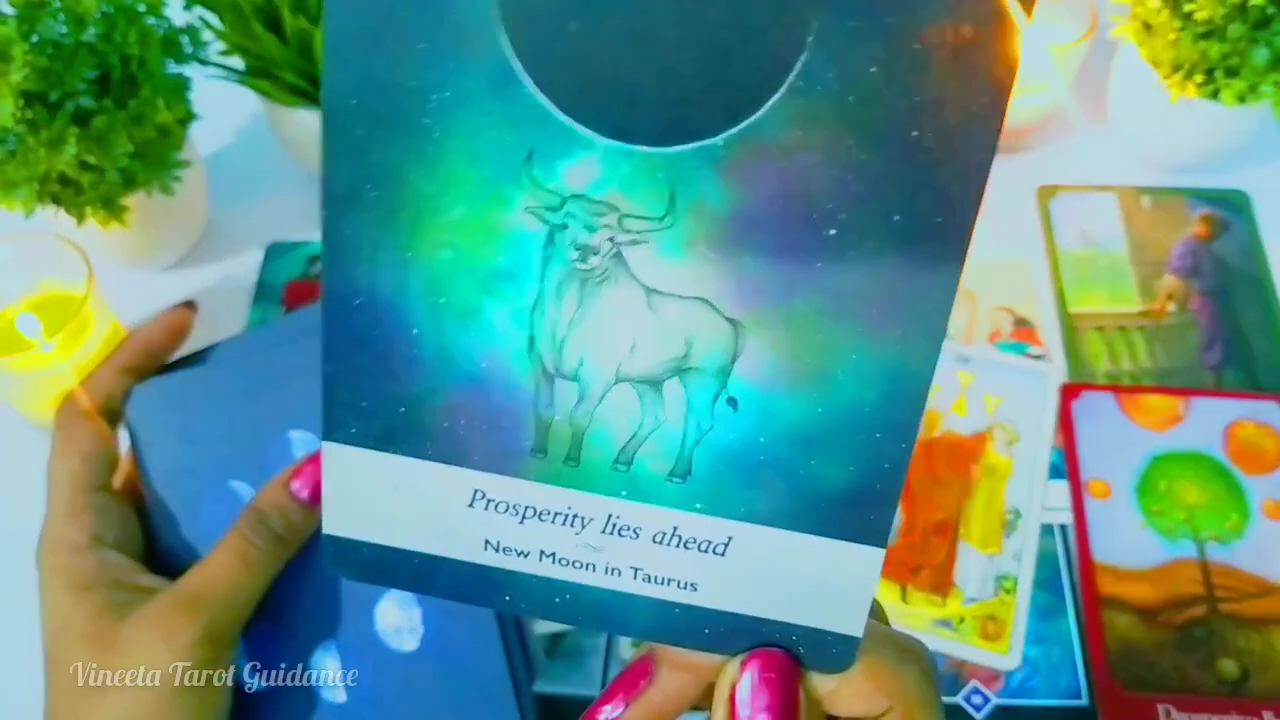 Prosperity lies ahead
New Moon in Taurus
Vineeta Tarot Guidance